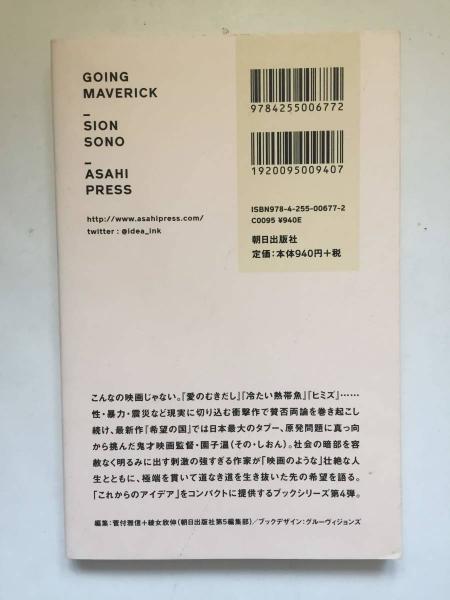 GOING
MAVERICK
–
SION
SONO
–
ASAHI
PRESS
http://www.asahipress.com/
twitter : @idea_ink
9784255006772
1920095009407
ISBN978-4-255-00677-2
C0095 ¥940E
朝日出版社
定価:本体940円+税
こんなの映画じゃない。『愛のむきだし』『冷たい熱帯魚』『ヒミズ』……
性・暴力・震災など現実に切り込む衝撃作で賛否両論を巻き起こし
続け、最新作『希望の国』では日本最大のタブー、原発問題に真っ向
から挑んだ鬼才映画監督・園子温(その・しおん)。社会の暗部を容
赦なく明るみに出す刺激の強すぎる作家が「映画のような」壮絶な人
生とともに、極端を貫いて道なき道を生き抜いた先の希望を語る。
「これからのアイデア」をコンパクトに提供するブックシリーズ第4弾。
編集:菅付雅信+綾女欣伸(朝日出版社第5編集部)/ブックデザイン:グルーヴィジョンズ